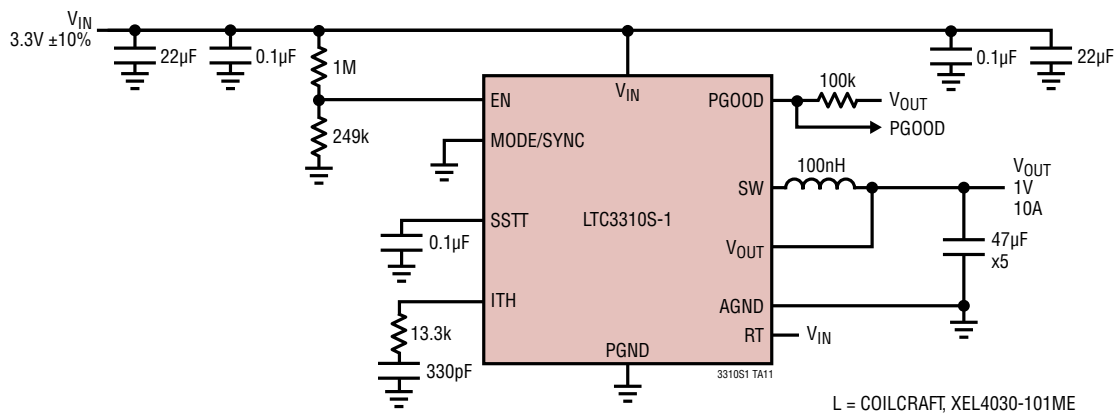 VIN
3.3V ±10%
22µF
0.1µF
1M
249k
0.1µF
22µF
VIN
EN
MODE/SYNC
SSTT
ITH
PGND
LTC3310S-1
PGOOD
SW
VOUT
AGND
RT
100k
VOUT
PGOOD
100nH
VOUT
1V
10A
47µF
x5
VIN
0.1µF
13.3k
330pF
3310S1 TA11
L = COILCRAFT, XEL4030-101ME